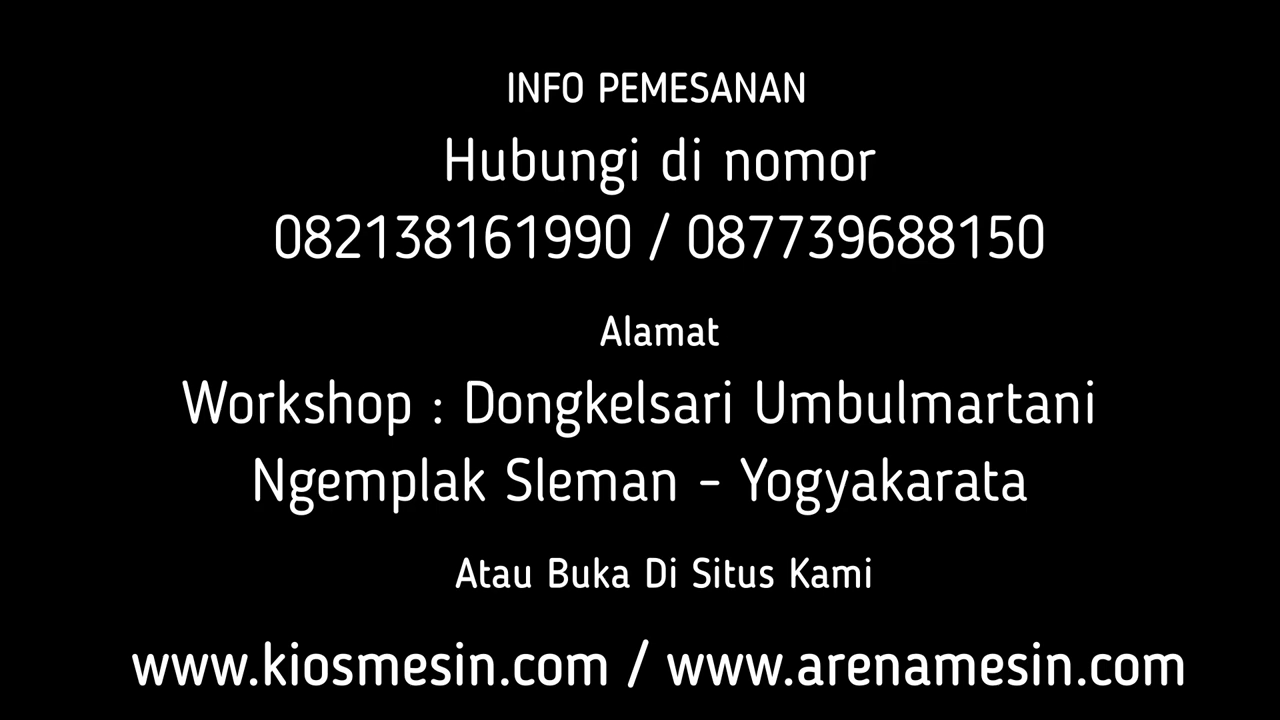 INFO PEMESANAN
Hubungi di nomor
082138161990 / 087739688150
Alamat
Workshop : Dongkelsari Umbulmartani
Ngemplak Sleman - Yogyakarata
Atau Buka Di Situs Kami
www.kiosmesin.com / www.arenamesin.com